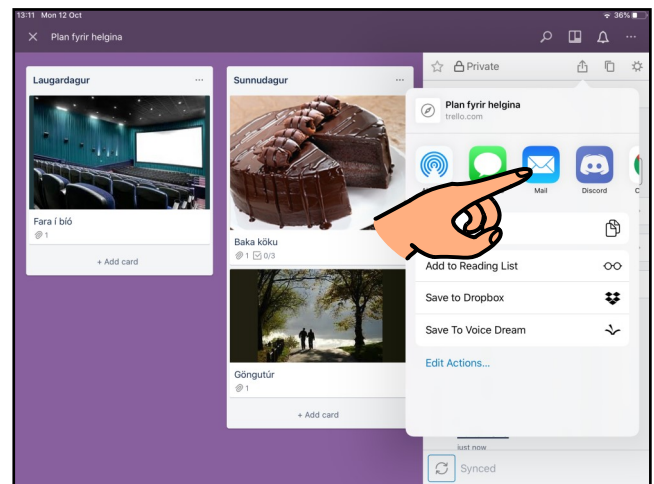 13:11 Mon 12 Oct
36%
Plan fyrir helgina
Private
Laugardagur
Fara í bíó
1
+ Add card
Sunnudagur
Baka köku
1 0/3
Göngutúr
1
+ Add card
Plan fyrir helgina
trello.com
Mail
Discord
Add to Reading List
Save to Dropbox
Save To Voice Dream
Edit Actions...
just now
Synced